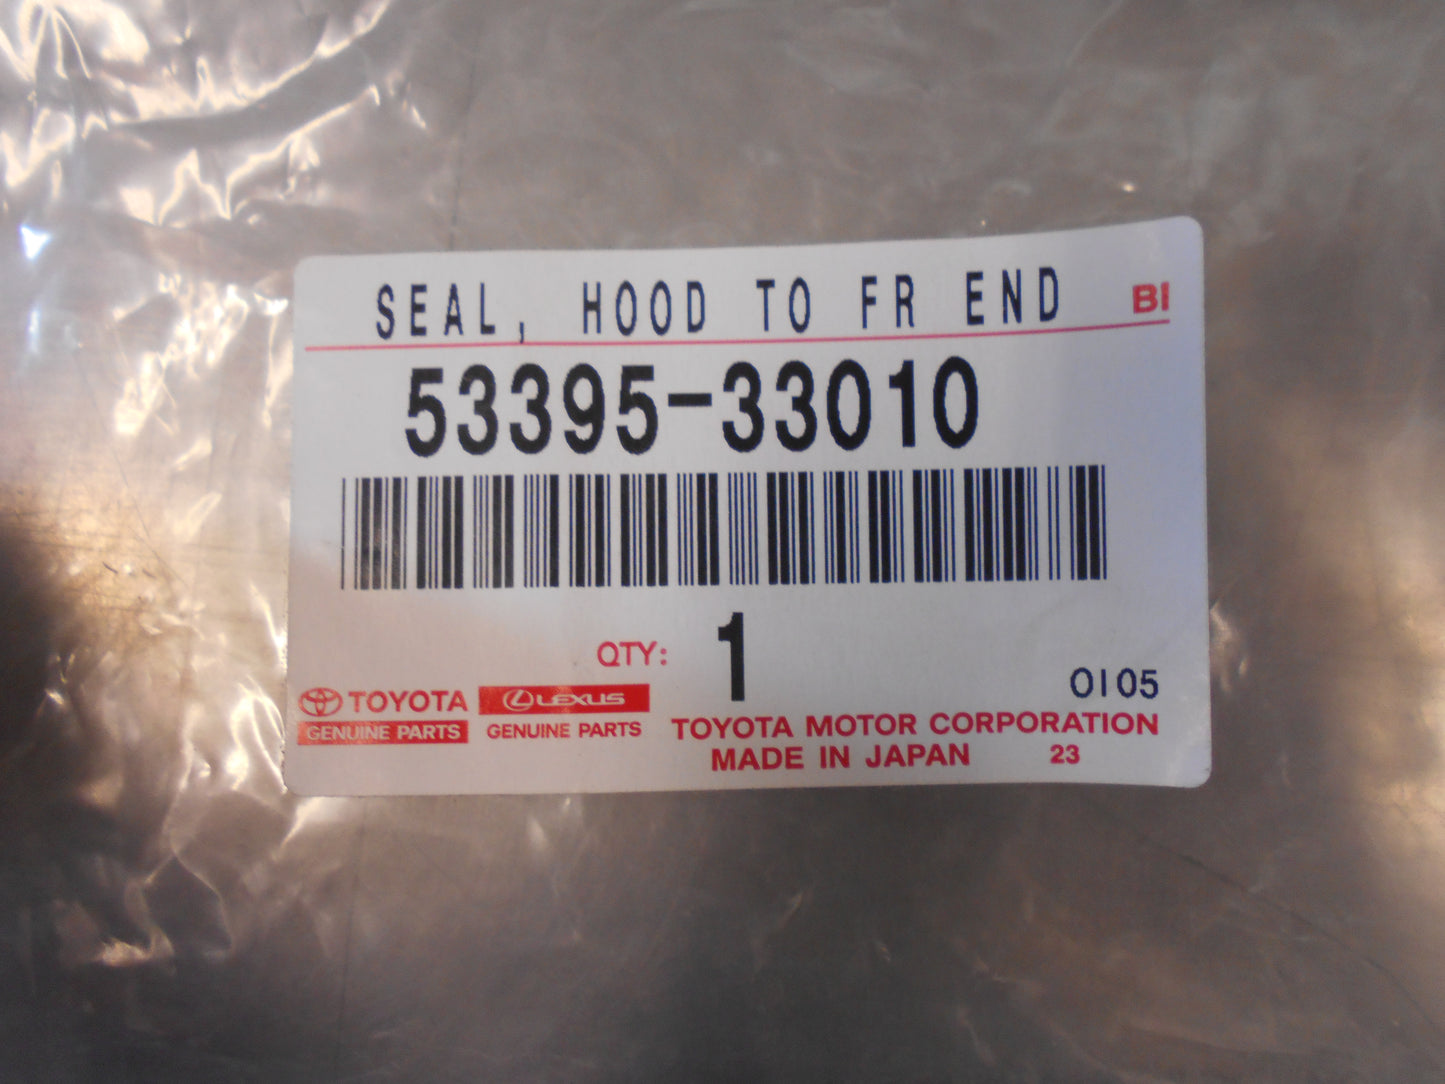 SEAL, HOOD TO FR END BI
53395-33010
QTY: 1
0105
TOYOTA LEXUS
GENUINE PARTS GENUINE PARTS
TOYOTA MOTOR CORPORATION
MADE IN JAPAN 23